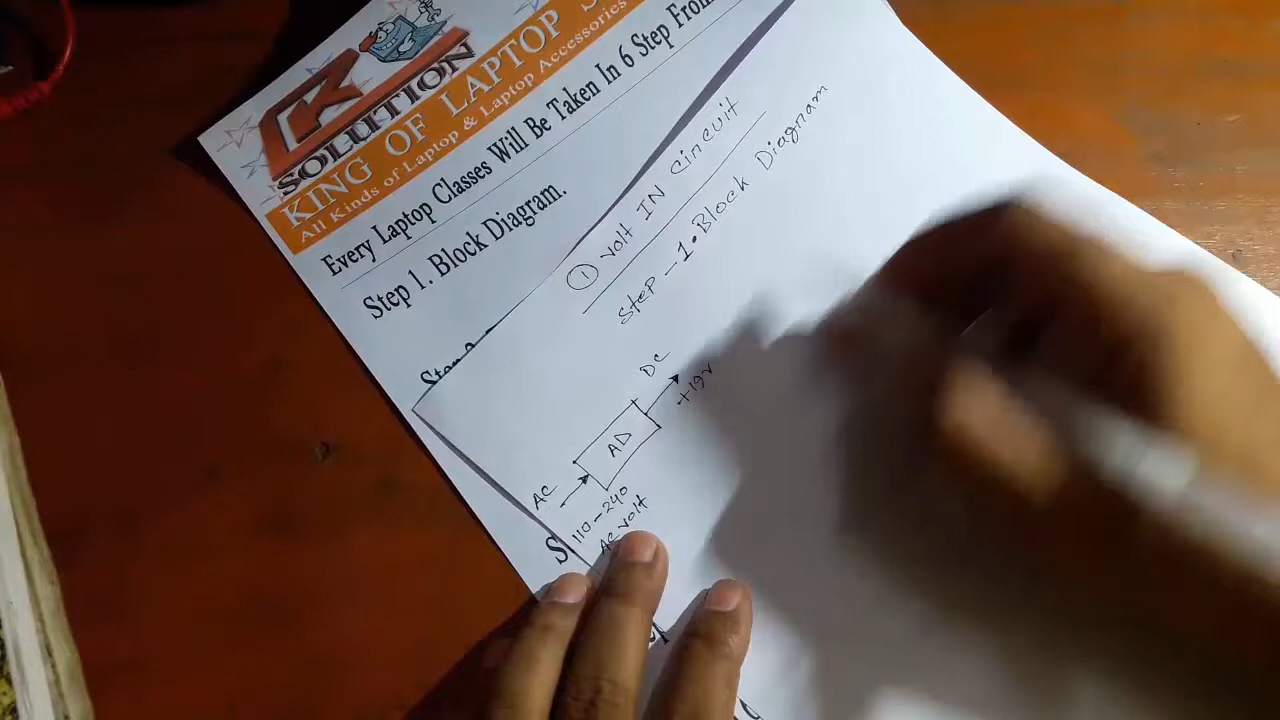 CK
SOLUTION
KING OF LAPTOP
All Kinds of Laptop & Laptop Accessories
Every Laptop Classes Will Be Taken In 6 Step From
Step 1. Block Diagram.
① volt IN circuit
Step - 1. Block Diagram
DC
+19v
AD
AC
110-240
Ac volt